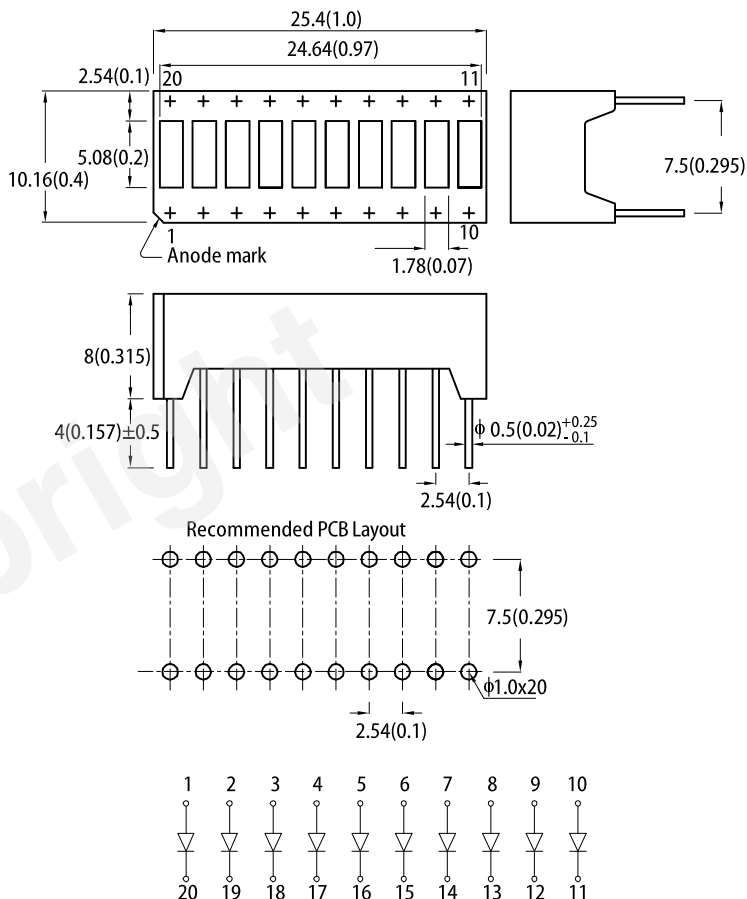 25.4(1.0)
24.64(0.97)
2.54(0.1)
20
11
5.08(0.2)
10.16(0.4)
7.5(0.295)
1
10
Anode mark
1.78(0.07)
8(0.315)
4(0.157)±0.5
ϕ 0.5(0.02)+0.25
-0.1
2.54(0.1)
Recommended PCB Layout
7.5(0.295)
ϕ1.0x20
2.54(0.1)
1 2 3 4 5 6 7 8 9 10
20 19 18 17 16 15 14 13 12 11
bright